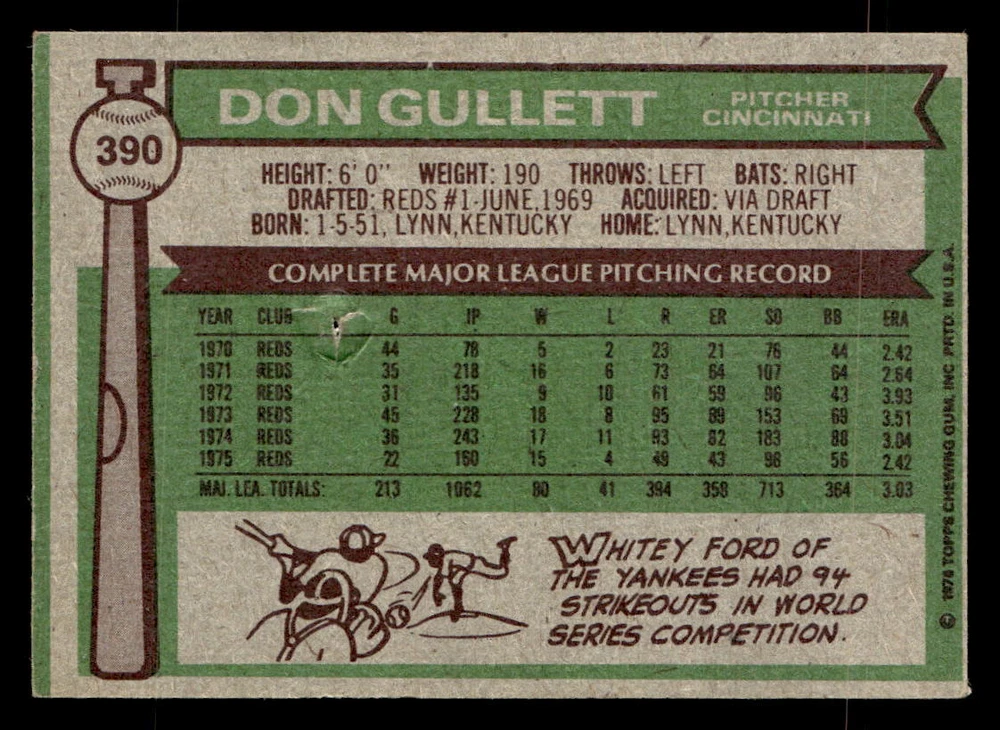 DON GULLETT
PITCHER
CINCINNATI
390
HEIGHT: 6' 0" WEIGHT: 190 THROWS: LEFT BATS: RIGHT
DRAFTED: REDS #1-JUNE, 1969 ACQUIRED: VIA DRAFT
BORN: 1-5-51, LYNN, KENTUCKY HOME: LYNN, KENTUCKY
COMPLETE MAJOR LEAGUE PITCHING RECORD
YEAR CLUB G IP W L R ER SO BB ERA
1970 REDS 44 78 5 2 23 21 76 44 2.42
1971 REDS 35 218 16 6 73 64 107 64 2.64
1972 REDS 31 135 9 10 61 59 96 43 3.93
1973 REDS 45 228 18 8 95 89 153 69 3.51
1974 REDS 36 243 17 11 93 82 183 88 3.04
1975 REDS 22 160 15 4 49 43 98 56 2.42
MAJ. LEA. TOTALS: 213 1062 80 41 394 358 713 364 3.03
WHITEY FORD OF
THE YANKEES HAD 94
STRIKEOUTS IN WORLD
SERIES COMPETITION.
© 1976 TOPPS CHEWING GUM, INC PRTD. IN U.S.A.